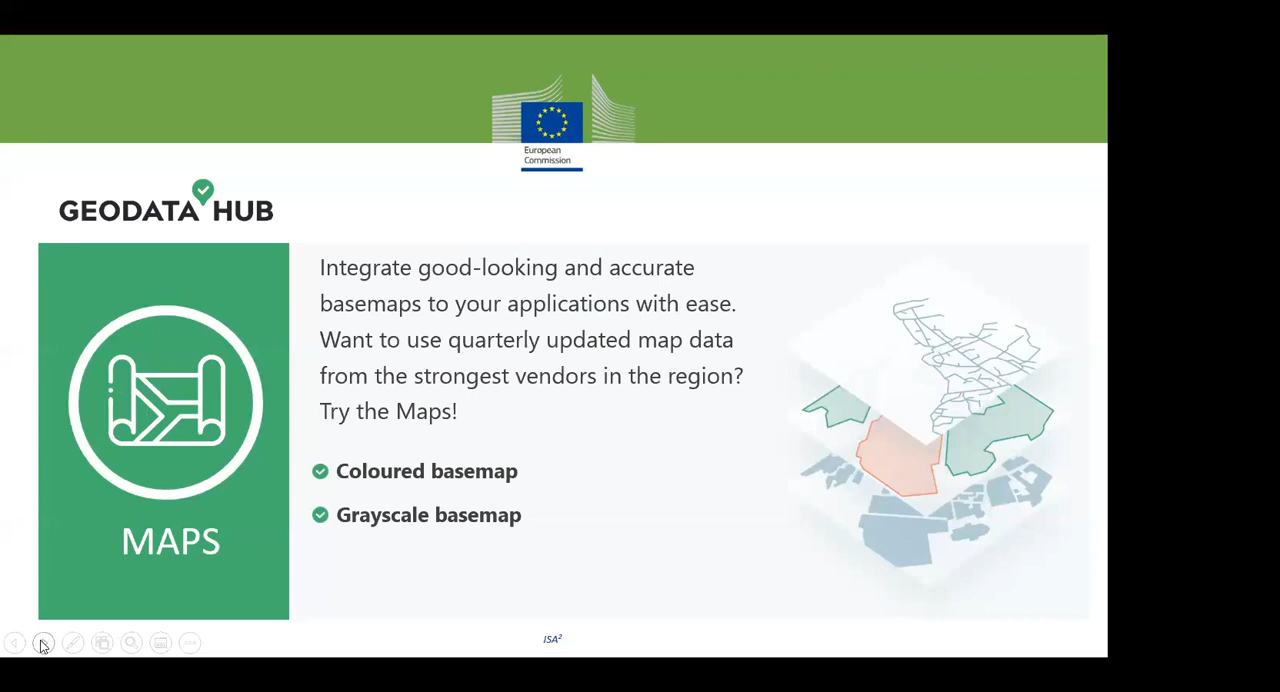 European
Commission
GEODATA HUB
Integrate good-looking and accurate
basemaps to your applications with ease.
Want to use quarterly updated map data
from the strongest vendors in the region?
Try the Maps!
Coloured basemap
Grayscale basemap
MAPS
ISA²